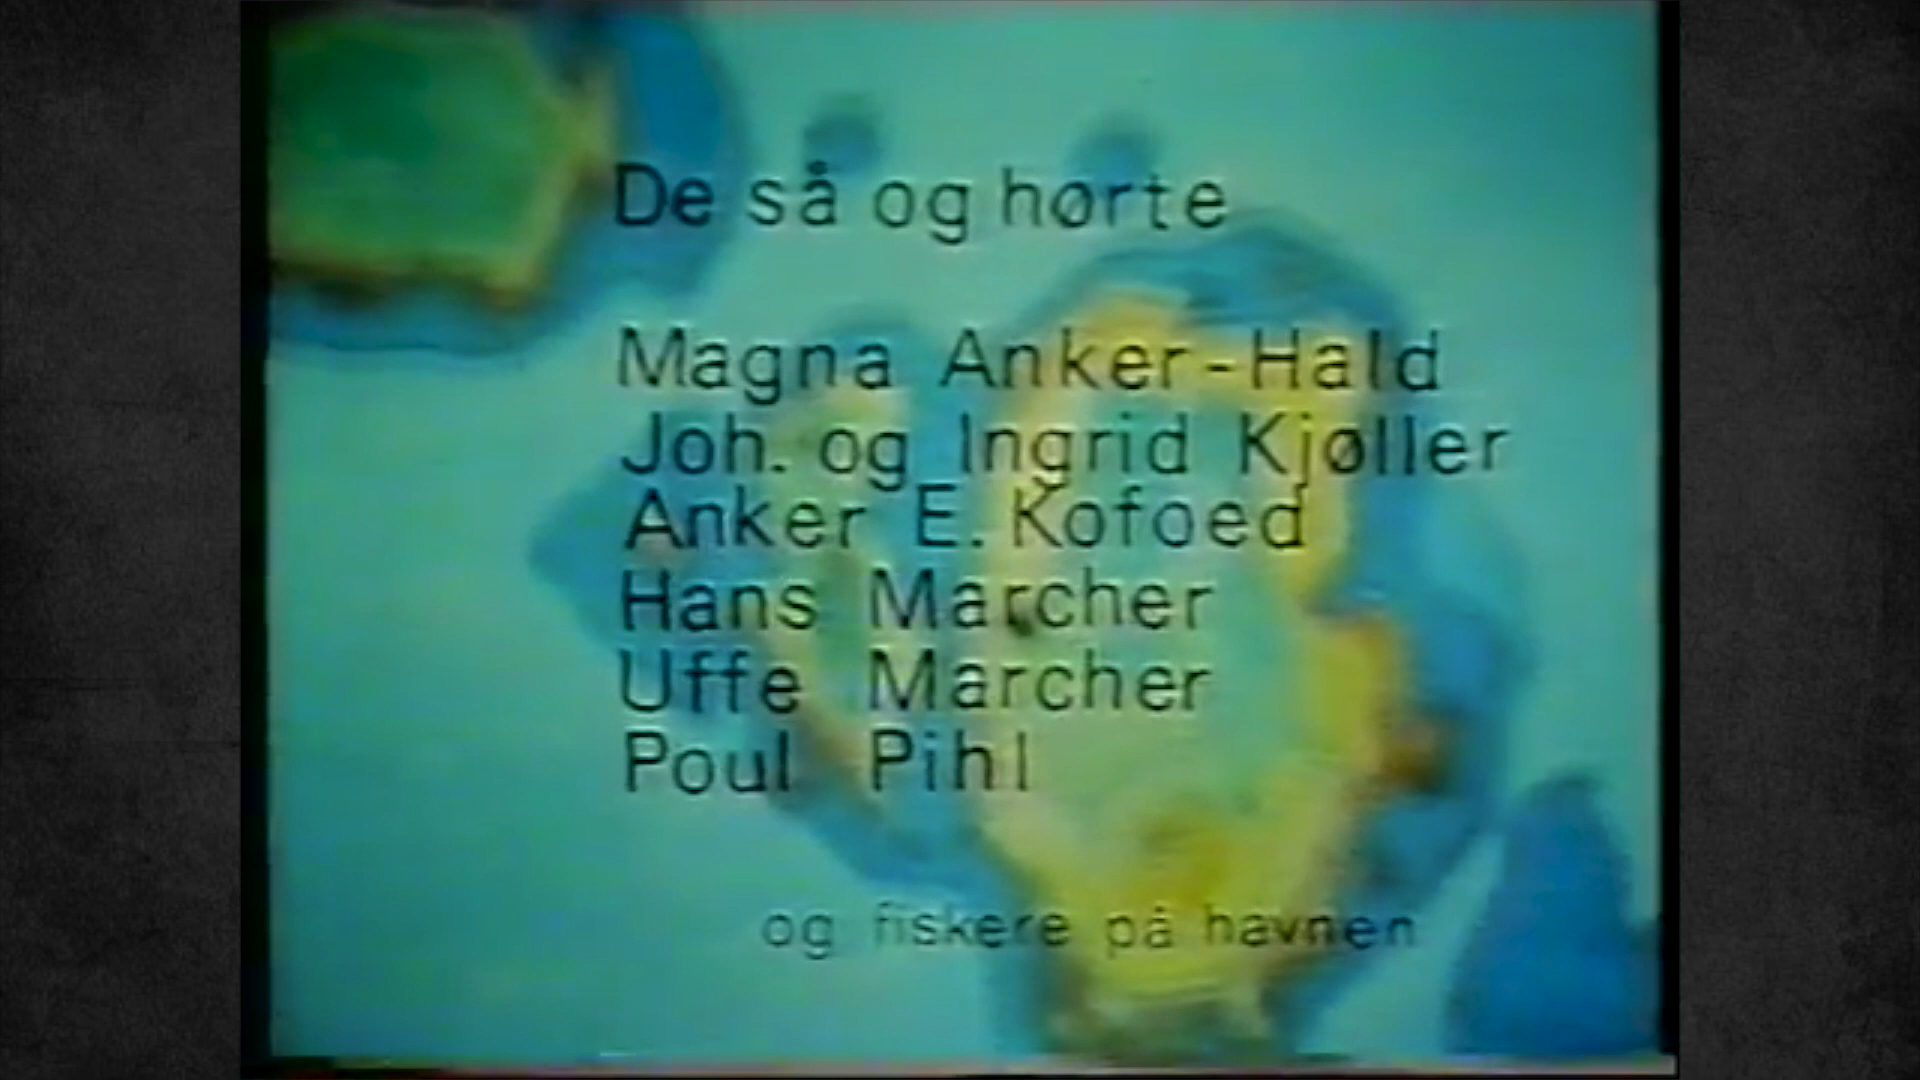 De så og hørte
Magna Anker-Hald
Joh. og Ingrid Kjøller
Anker E. Kofoed
Hans Marcher
Uffe Marcher
Poul Pihl
og fiskere på havnen